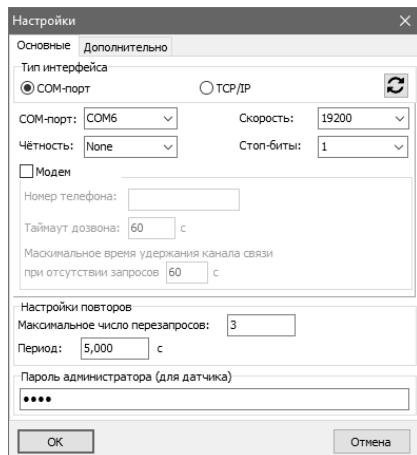 Настройки
Основные Дополнительно
Тип интерфейса
COM-порт TCP/IP
COM-порт: COM6 Скорость: 19200
Чётность: None Стоп-биты: 1
Модем
Номер телефона:
Таймаут дозвона: 60 с
Маскимальное время удержания канала связи
при отсутствии запросов 60 с
Настройки повторов
Максимальное число перезапросов: 3
Период: 5,000 с
Пароль администратора (для датчика)
••••
OK Отмена